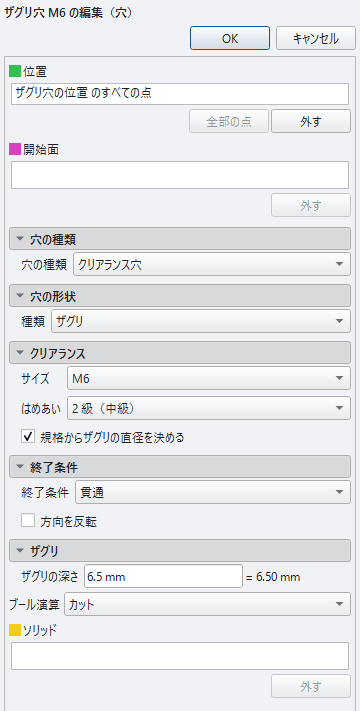 ザグリ穴 M6 の編集（穴）
OK キャンセル
位置
ザグリ穴の位置 のすべての点
全部の点 外す
開始面
外す
穴の種類
穴の種類 クリアランス穴
穴の形状
種類 ザグリ
クリアランス
サイズ M6
はめあい 2 級（中級）
規格からザグリの直径を決める
終了条件
終了条件 貫通
方向を反転
ザグリ
ザグリの深さ 6.5 mm = 6.50 mm
ブール演算 カット
ソリッド
外す